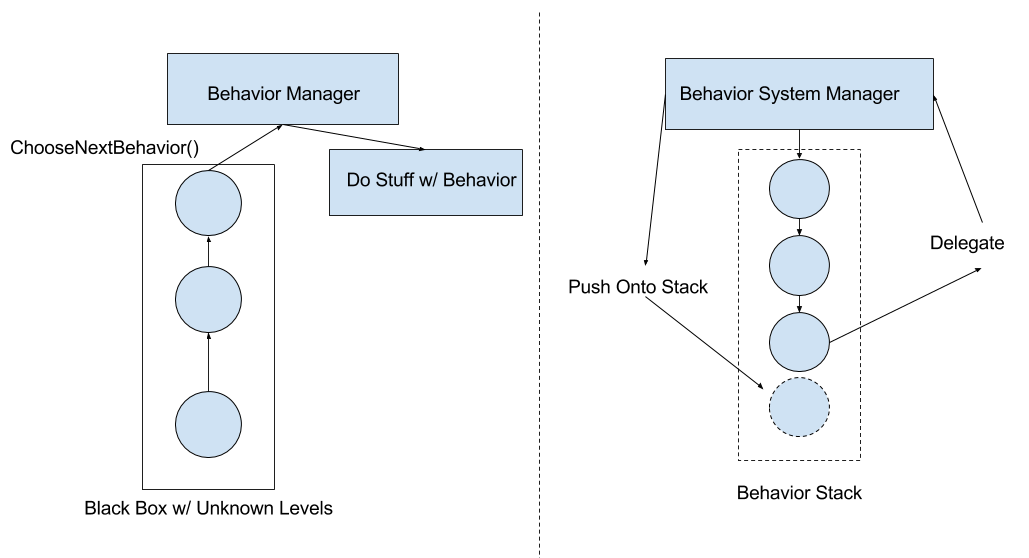 Behavior Manager
ChooseNextBehavior()
Do Stuff w/ Behavior
Black Box w/ Unknown Levels
Behavior System Manager
Delegate
Push Onto Stack
Behavior Stack